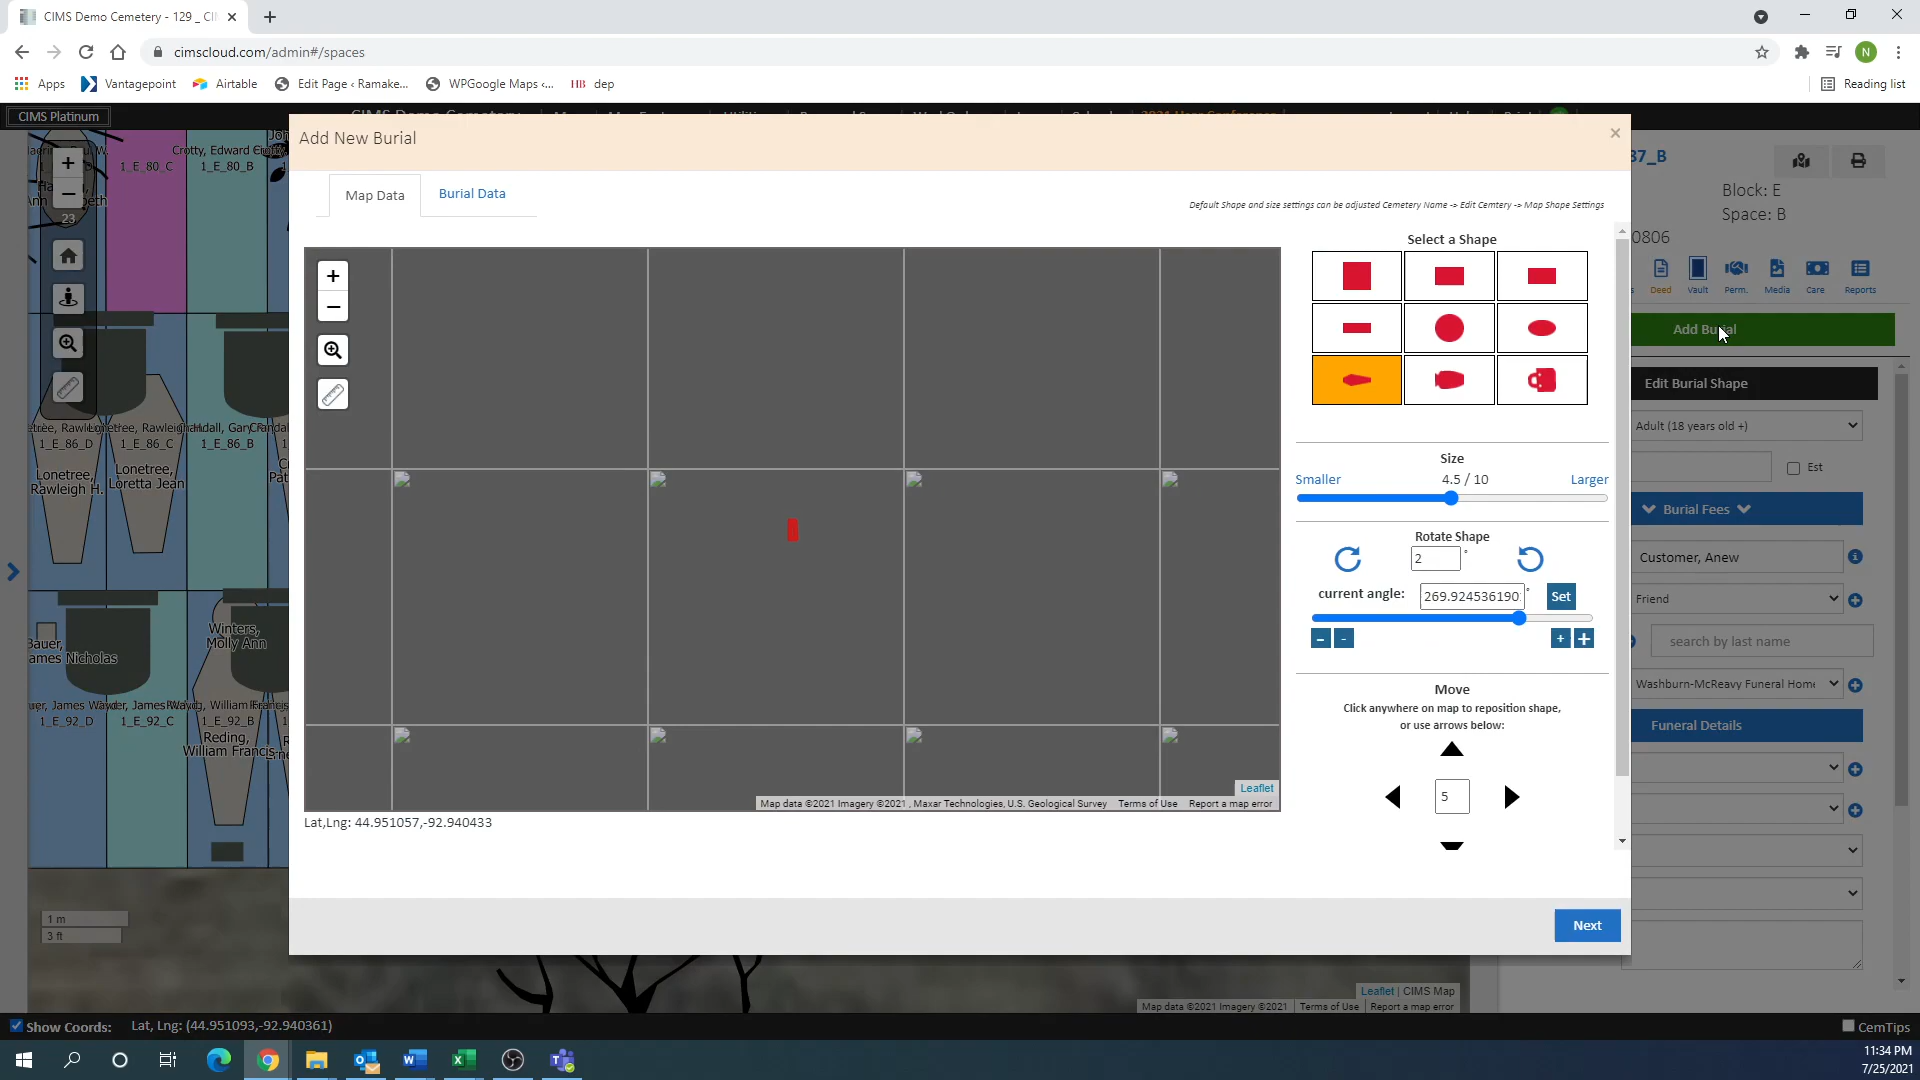 CIMS Demo Cemetery - 129 _ CI
cimscloud.com/admin#/spaces
Apps
Vantagepoint
Airtable
Edit Page ‹ Ramake...
WPGoogle Maps ‹...
HB dep
Reading list
N
CIMS Platinum
Add New Burial
×
Map Data
Burial Data
Default Shape and size settings can be adjusted Cemetery Name -> Edit Cemtery -> Map Shape Settings
Select a Shape
Size
Smaller
4.5 / 10
Larger
Rotate Shape
2 °
current angle:
269.924536190 °
Set
Move
Click anywhere on map to reposition shape,
or use arrows below:
5
Leaflet
Map data ©2021 Imagery ©2021 , Maxar Technologies, U.S. Geological Survey
Terms of Use
Report a map error
Lat,Lng: 44.951057,-92.940433
Next
37_B
Block: E
Space: B
0806
Deed
Vault
Perm.
Media
Care
Reports
Add Burial
Edit Burial Shape
Adult (18 years old +)
Est
Burial Fees
Customer, Anew
Friend
search by last name
Washburn-McReavy Funeral Home
Funeral Details
23
1_E_80_C
Crotty, Edward
1_E_80_B
1_E_86_D
1_E_86_C
1_E_86_B
Lonetree,
Rawleigh H.
Lonetree,
Loretta Jean
Winters,
Molly Ann
Bauer,
ames Nicholas
1_E_92_D
1_E_92_C
1_E_92_B
Reding,
William Francis
1 m
3 ft
Leaflet | CIMS Map
Map data ©2021 Imagery ©2021
Terms of Use
Report a map error
Show Coords:
Lat, Lng: (44.951093,-92.940361)
CemTips
11:34 PM
7/25/2021